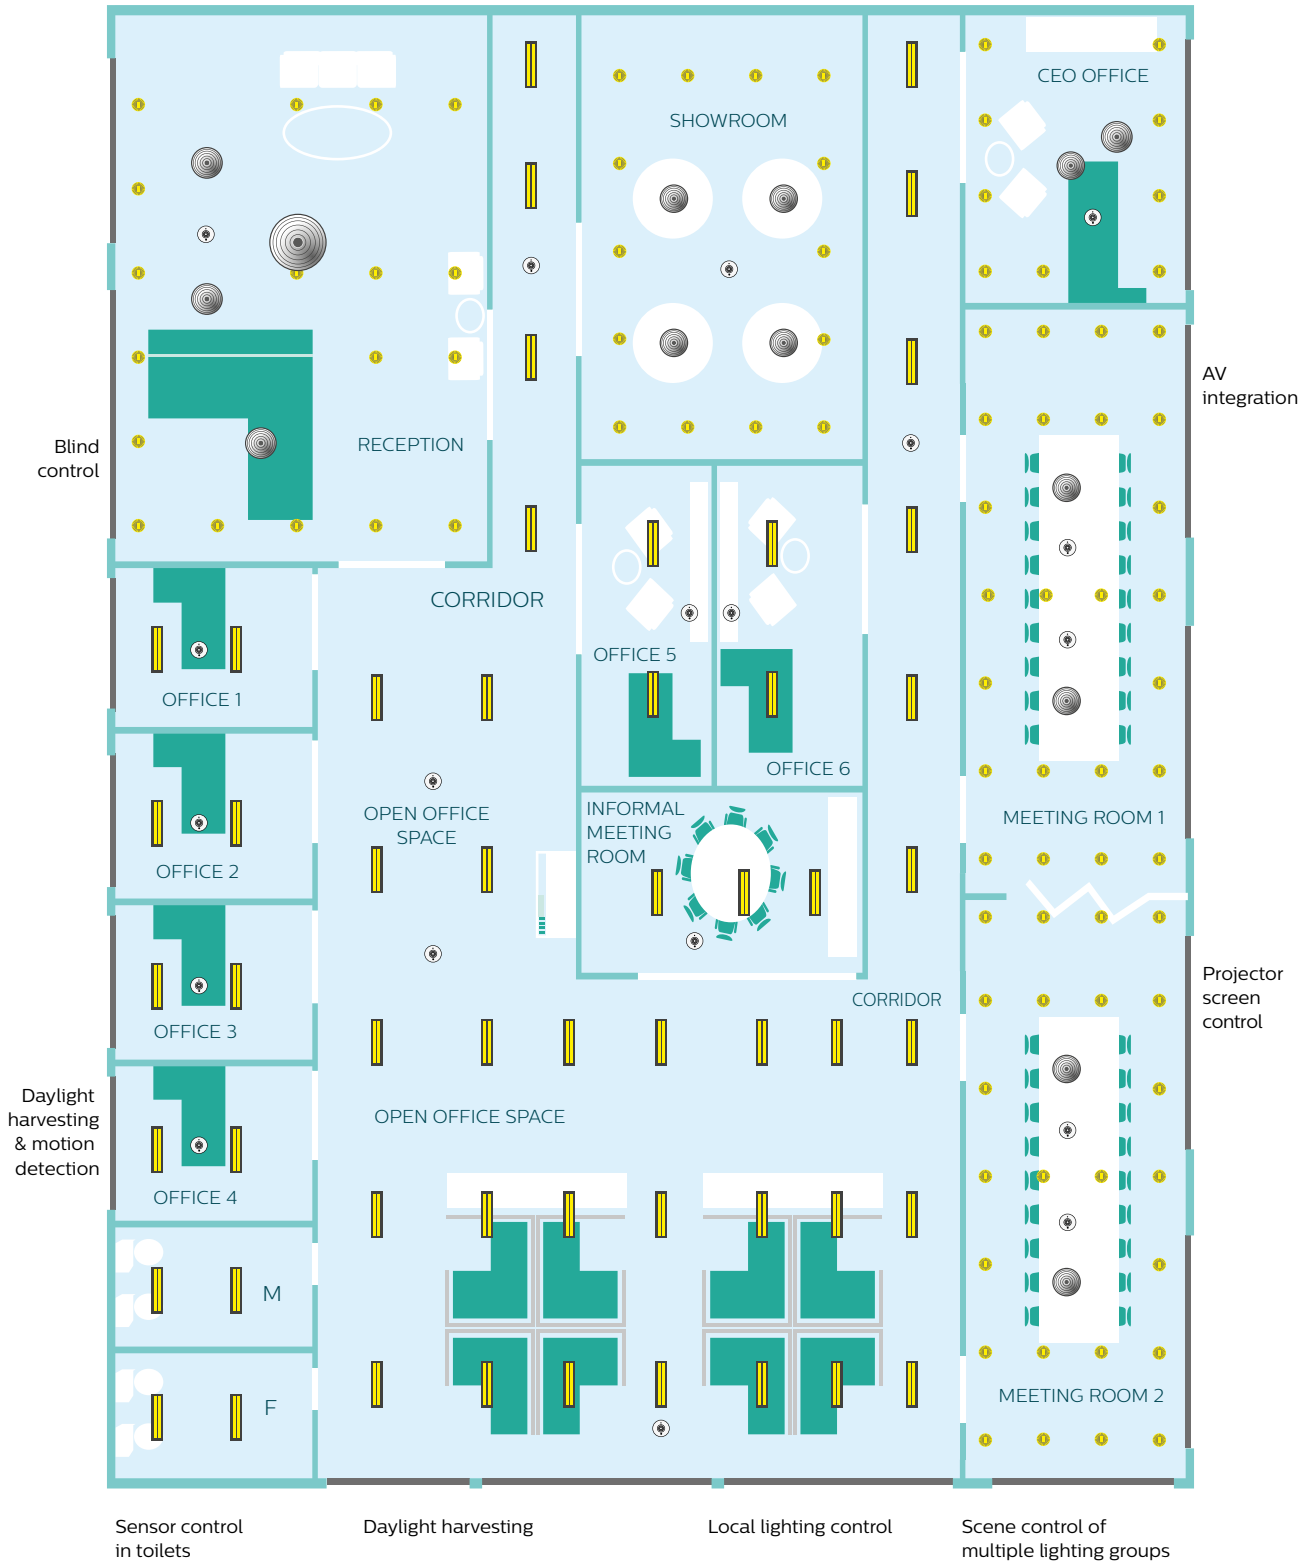 CEO OFFICE
SHOWROOM
AV
integration
Blind
control
RECEPTION
CORRIDOR
OFFICE 5
OFFICE 1
OFFICE 6
OPEN OFFICE
SPACE
INFORMAL
MEETING
ROOM
MEETING ROOM 1
OFFICE 2
Projector
screen
control
CORRIDOR
OFFICE 3
Daylight
harvesting
& motion
detection
OPEN OFFICE SPACE
OFFICE 4
M
MEETING ROOM 2
F
Sensor control
in toilets
Daylight harvesting
Local lighting control
Scene control of
multiple lighting groups